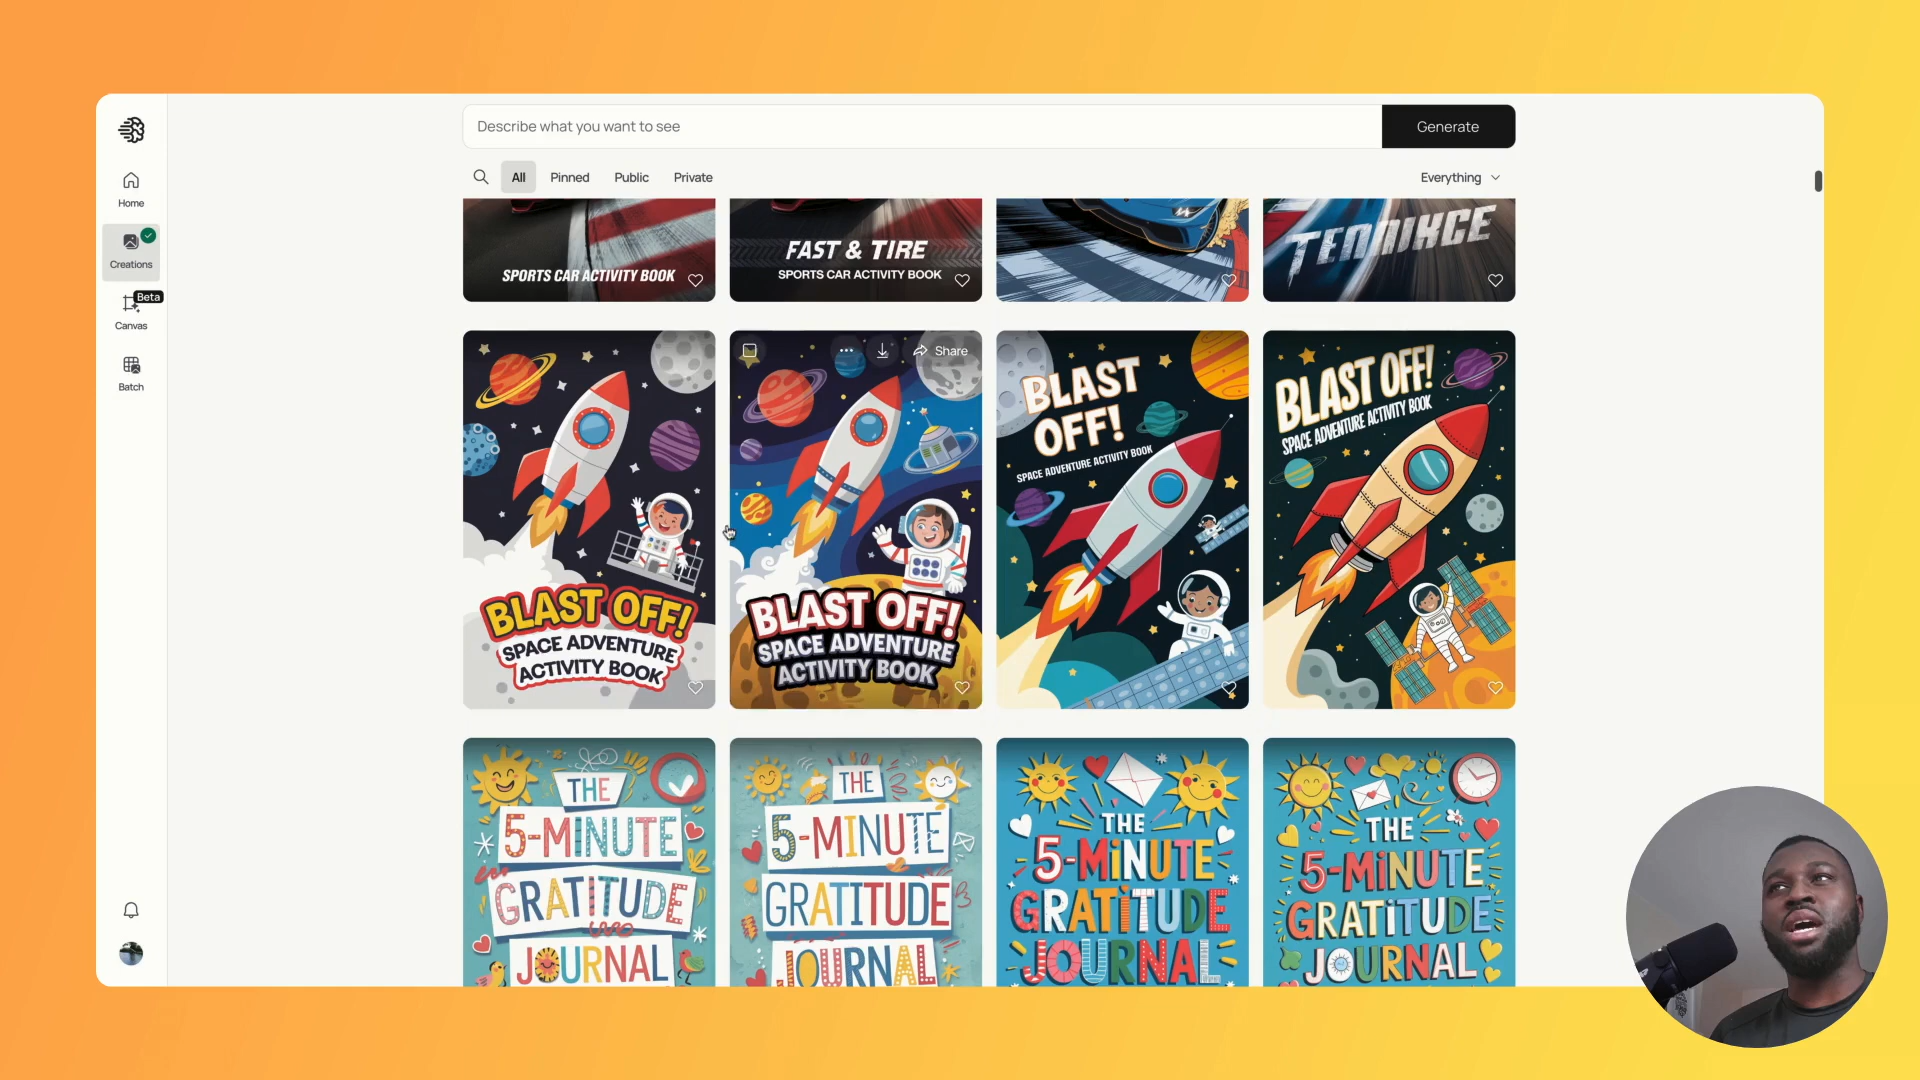 Describe what you want to see
Generate
All
Pinned
Public
Private
Everything
Home
Creations
Beta
Canvas
Batch
SPORTS CAR ACTIVITY BOOK
FAST & TIRE
SPORTS CAR ACTIVITY BOOK
TENNIKCE
BLAST OFF!
SPACE ADVENTURE
ACTIVITY BOOK
Share
BLAST OFF!
SPACE ADVENTURE
ACTIVITY BOOK
BLAST
OFF!
SPACE ADVENTURE ACTIVITY BOOK
BLAST OFF!
SPACE ADVENTURE ACTIVITY BOOK
THE
5-MINUTE
GRATITUDE
JOURNAL
THE
5-MINUTE
GRATITUDE
JOURNAL
THE
5-MiNUTE
GRATiTUDE
JOURNAL
THE
5-MiNUTE
GRATiTUDE
JOURNAL